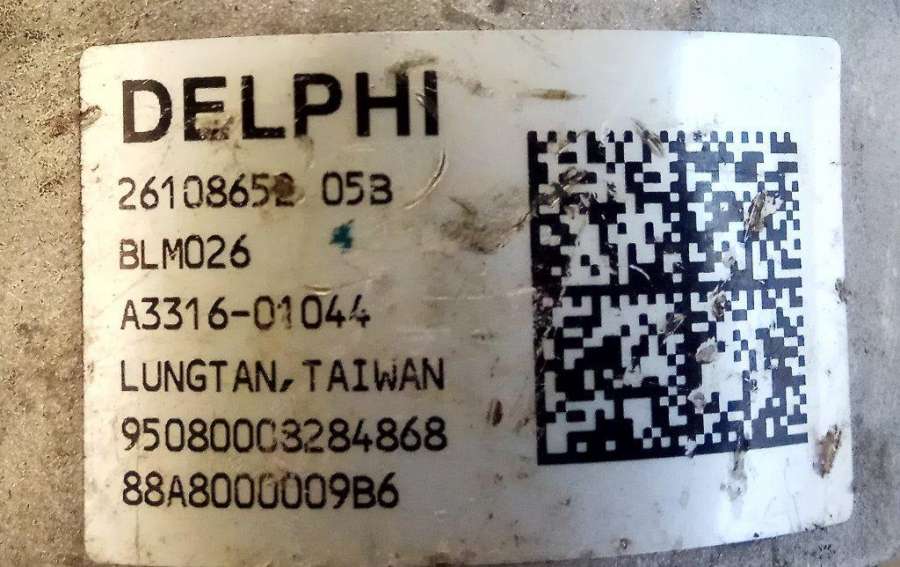 DELPHI
26108652 05B
BLM026
A3316-01044
LUNGTAN, TAIWAN
95080003284868
88A8000009B6